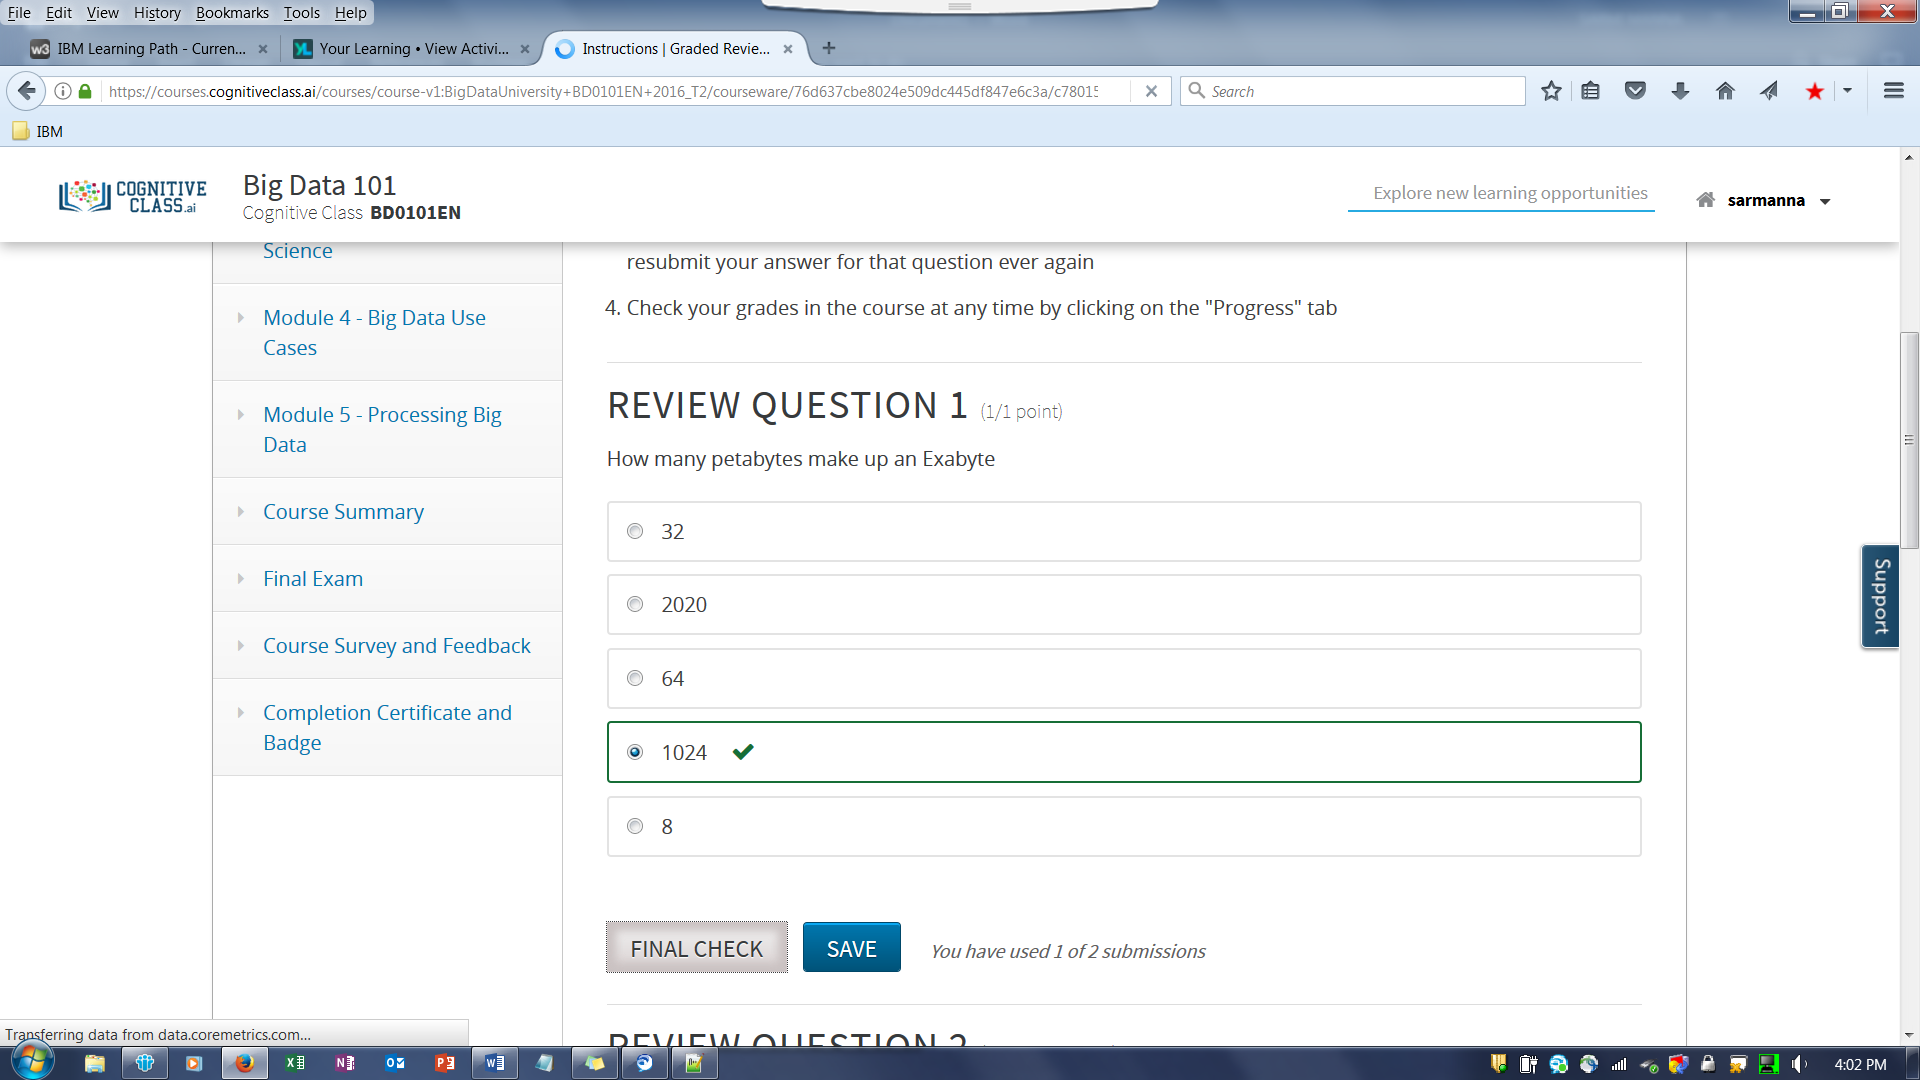 File Edit View History Bookmarks Tools Help
w3 IBM Learning Path - Curren... YL Your Learning • View Activi... Instructions | Graded Revie...
https://courses.cognitiveclass.ai/courses/course-v1:BigDataUniversity+BD0101EN+2016_T2/courseware/76d637cbe8024e509dc445df847e6c3a/c7801 Search
IBM
COGNITIVE CLASS.ai
Big Data 101
Cognitive Class BD0101EN
Explore new learning opportunities
sarmanna
Science
Module 4 - Big Data Use
Cases
Module 5 - Processing Big
Data
Course Summary
Final Exam
Course Survey and Feedback
Completion Certificate and
Badge
resubmit your answer for that question ever again
4. Check your grades in the course at any time by clicking on the "Progress" tab
REVIEW QUESTION 1 (1/1 point)
How many petabytes make up an Exabyte
32
2020
64
1024
8
FINAL CHECK SAVE You have used 1 of 2 submissions
REVIEW QUESTION 2
Support
Transferring data from data.coremetrics.com...
4:02 PM